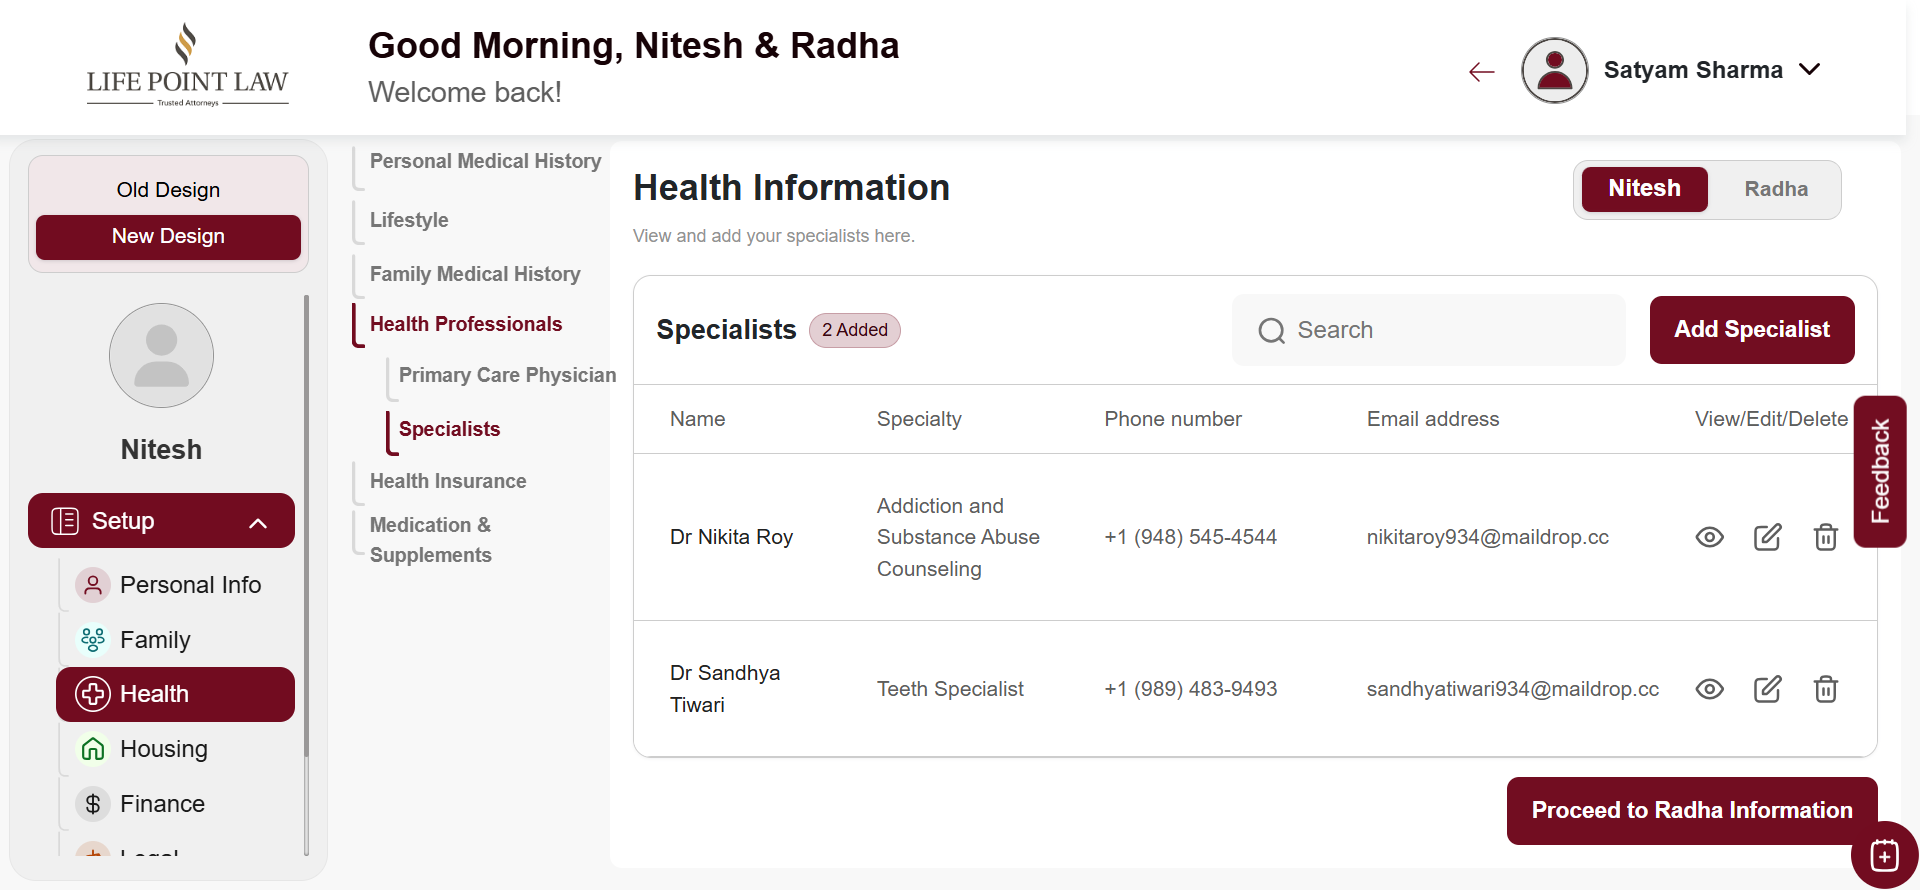 LIFE POINT LAW
Trusted Attorneys
Good Morning, Nitesh & Radha
Welcome back!
Satyam Sharma
Old Design
New Design
Nitesh
Setup
Personal Info
Family
Health
Housing
Finance
Personal Medical History
Lifestyle
Family Medical History
Health Professionals
Primary Care Physician
Specialists
Health Insurance
Medication &
Supplements
Health Information
View and add your specialists here.
Nitesh Radha
Specialists 2 Added
Search
Add Specialist
Name Specialty Phone number Email address View/Edit/Delete
Dr Nikita Roy
Addiction and
Substance Abuse
Counseling
+1 (948) 545-4544
nikitaroy934@maildrop.cc
Dr Sandhya
Tiwari
Teeth Specialist
+1 (989) 483-9493
sandhyatiwari934@maildrop.cc
Feedback
Proceed to Radha Information